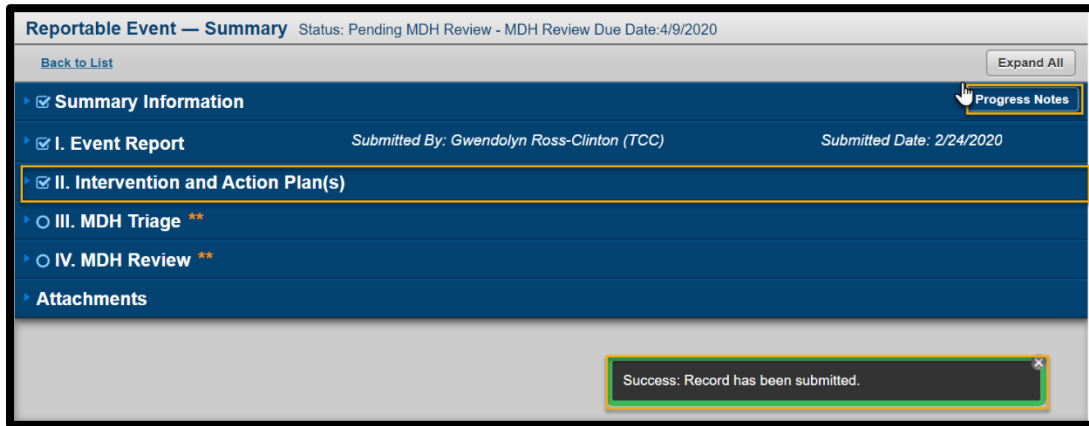 Reportable Event — Summary Status: Pending MDH Review - MDH Review Due Date:4/9/2020
Back to List Expand All
Summary Information Progress Notes
I. Event Report Submitted By: Gwendolyn Ross-Clinton (TCC) Submitted Date: 2/24/2020
II. Intervention and Action Plan(s)
III. MDH Triage **
IV. MDH Review **
Attachments
Success: Record has been submitted.